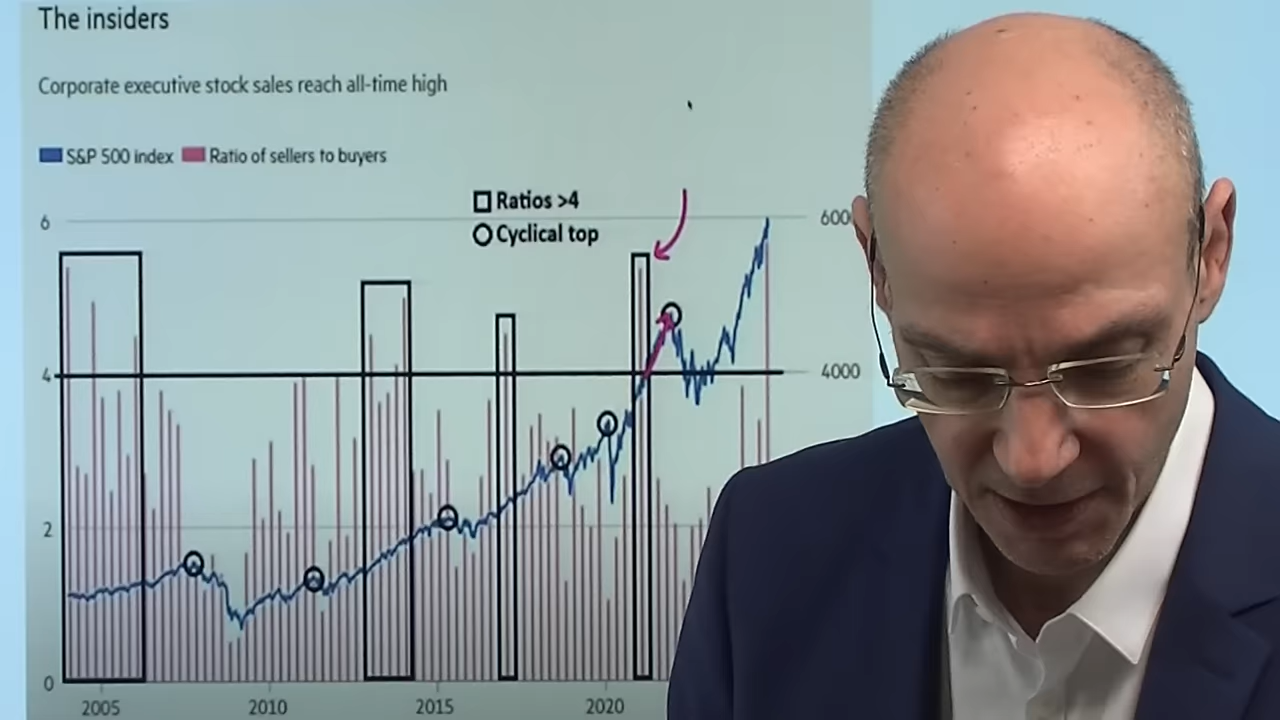 The insiders
Corporate executive stock sales reach all-time high
S&P 500 index Ratio of sellers to buyers
Ratios >4
Cyclical top
6
4
4000
2
0
2005 2010 2015 2020